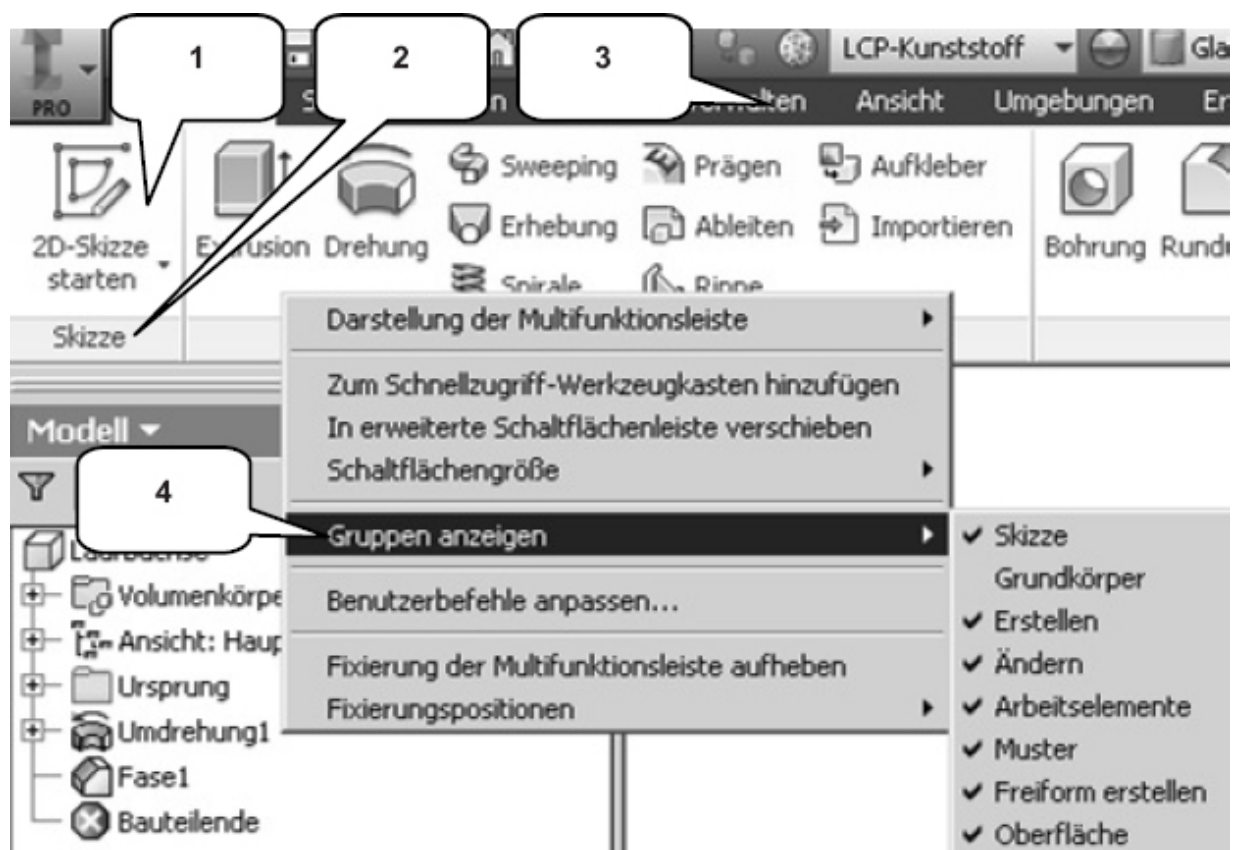 1
2
3
LCP-Kunststoff
PRO
Ansicht
Umgebungen
2D-Skizze starten
Extrusion
Drehung
Sweeping
Erhebung
Spirale
Prägen
Ableiten
Rippe
Aufkleber
Importieren
Bohrung
Skizze
Darstellung der Multifunktionsleiste
Zum Schnellzugriff-Werkzeugkasten hinzufügen
In erweiterte Schaltflächenleiste verschieben
Schaltflächengröße
Gruppen anzeigen
Benutzerbefehle anpassen...
Fixierung der Multifunktionsleiste aufheben
Fixierungspositionen
Skizze
Grundkörper
Erstellen
Ändern
Arbeitselemente
Muster
Freiform erstellen
Oberfläche
Modell
4
Volumenkörpe
Ansicht: Haup
Ursprung
Umdrehung1
Fase1
Bauteilende